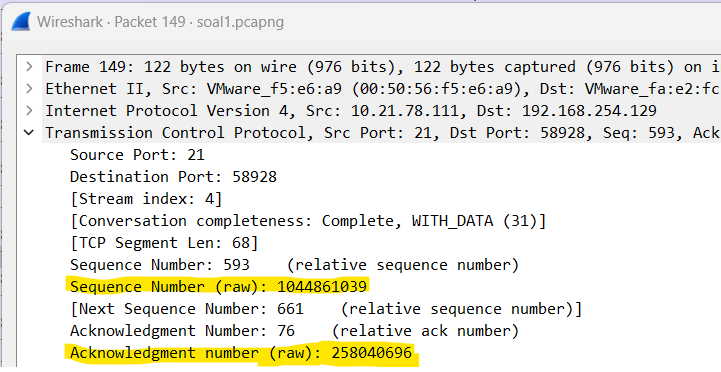 Wireshark · Packet 149 · soal1.pcapng
Frame 149: 122 bytes on wire (976 bits), 122 bytes captured (976 bits) on i
Ethernet II, Src: VMware_f5:e6:a9 (00:50:56:f5:e6:a9), Dst: VMware_fa:e2:fc
Internet Protocol Version 4, Src: 10.21.78.111, Dst: 192.168.254.129
Transmission Control Protocol, Src Port: 21, Dst Port: 58928, Seq: 593, Ack
Source Port: 21
Destination Port: 58928
[Stream index: 4]
[Conversation completeness: Complete, WITH_DATA (31)]
[TCP Segment Len: 68]
Sequence Number: 593    (relative sequence number)
Sequence Number (raw): 1044861039
[Next Sequence Number: 661    (relative sequence number)]
Acknowledgment Number: 76    (relative ack number)
Acknowledgment number (raw): 258040696